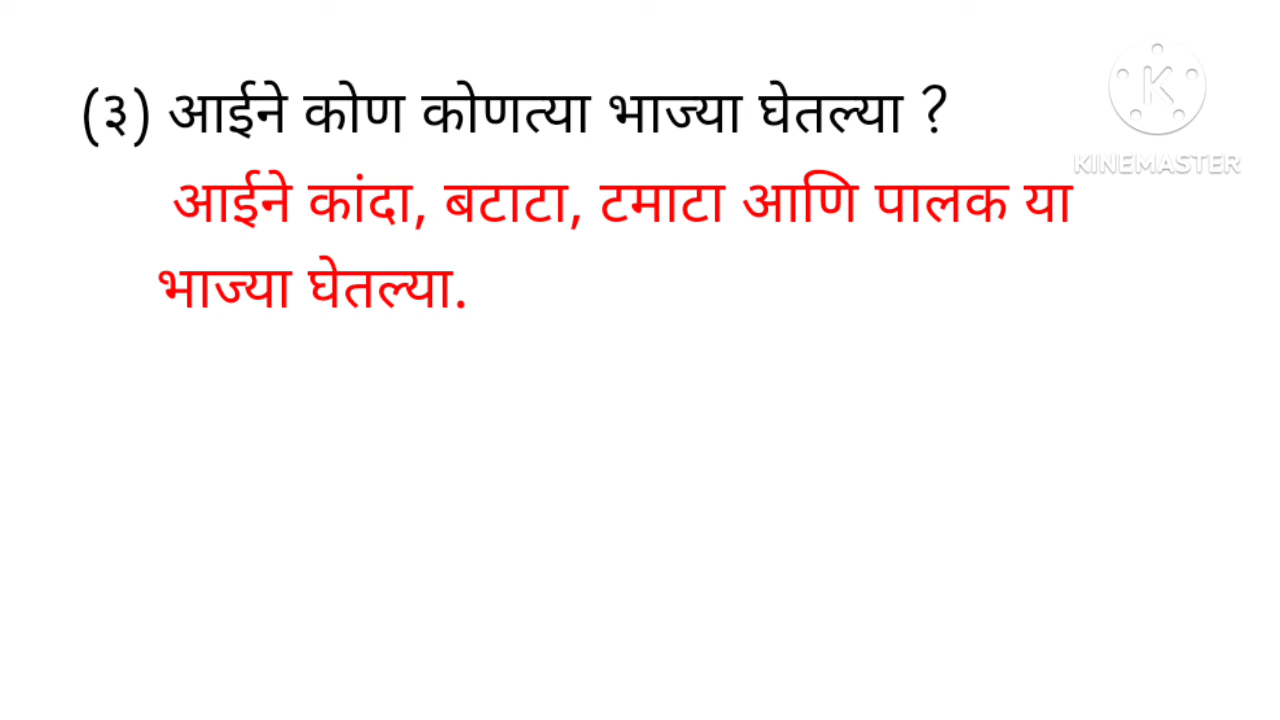 (३) आईने कोण कोणत्या भाज्या घेतल्या ?
आईने कांदा, बटाटा, टमाटा आणि पालक या
भाज्या घेतल्या.
K
KINEMASTER